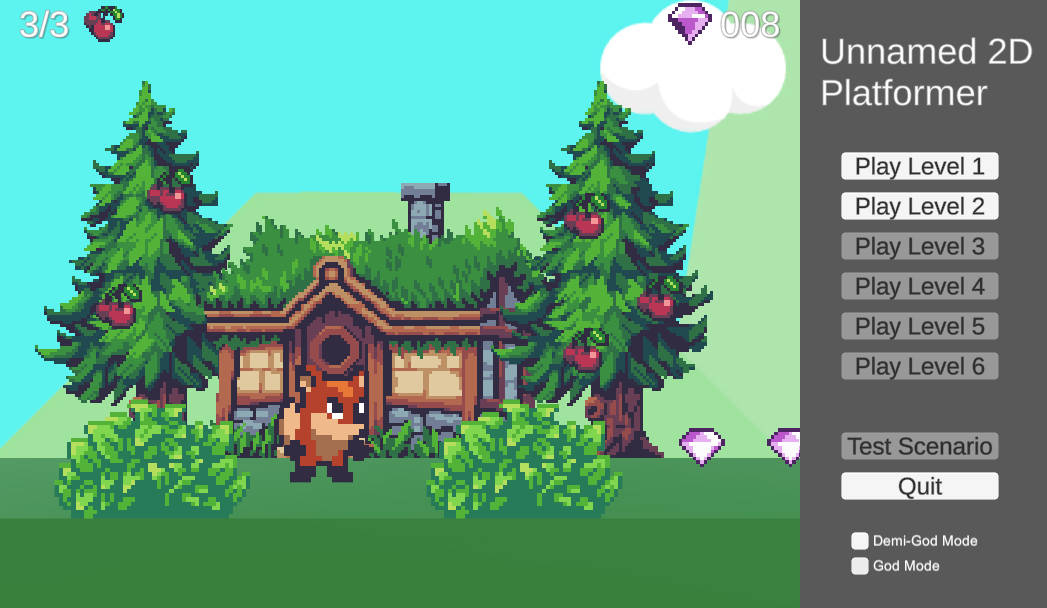 3/3
008
Unnamed 2D
Platformer
Play Level 1
Play Level 2
Play Level 3
Play Level 4
Play Level 5
Play Level 6
Test Scenario
Quit
Demi-God Mode
God Mode